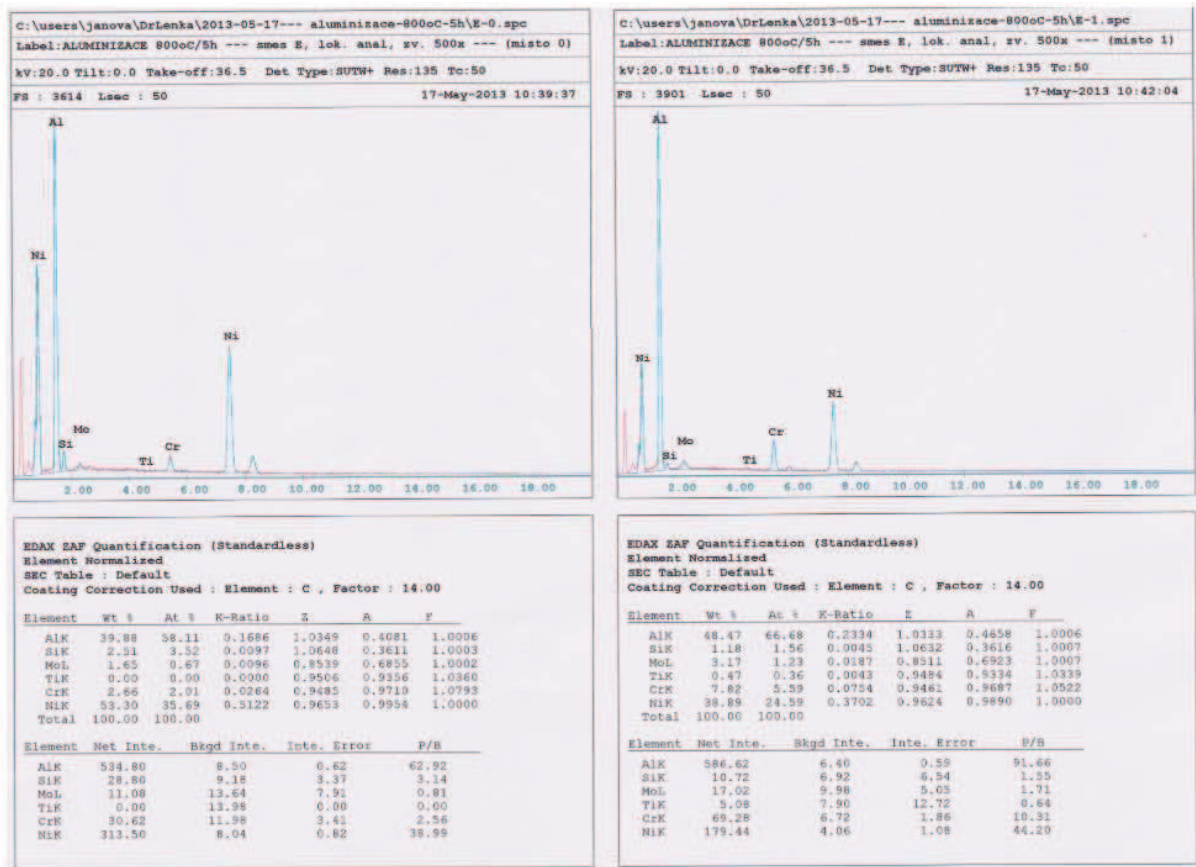 C:\users\janova\DrLenka\2013-05-17--- aluminizace-800oC-5h\E-0.spc
Label:ALUMINIZACE 800oC/5h --- smes E, lok. anal, zv. 500x --- (misto 0)
kV:20.0 Tilt:0.0 Take-off:36.5 Det Type:SUTW+ Res:135 Tc:50
FS : 3614 Lsec : 50 17-May-2013 10:39:37
Al
Ni
Ni
Mo
Si
Ti
Cr
2.00 4.00 6.00 8.00 10.00 12.00 14.00 16.00 18.00
EDAX ZAF Quantification (Standardless)
Element Normalized
SEC Table : Default
Coating Correction Used : Element : C , Factor : 14.00
Element Wt % At % K-Ratio Z A F
AlK 39.88 58.11 0.1686 1.0349 0.4081 1.0006
SiK 2.51 3.52 0.0097 1.0648 0.3611 1.0003
MoL 1.65 0.67 0.0096 0.8539 0.6855 1.0002
TiK 0.00 0.00 0.0000 0.9506 0.9356 1.0360
CrK 2.66 2.01 0.0264 0.9485 0.9710 1.0793
NiK 53.30 35.69 0.5122 0.9653 0.9954 1.0000
Total 100.00 100.00
Element Net Inte. Bkgd Inte. Inte. Error P/B
AlK 534.80 8.50 0.62 62.92
SiK 28.80 9.18 3.37 3.14
MoL 11.08 13.64 7.91 0.81
TiK 0.00 13.98 0.00 0.00
CrK 30.62 11.98 3.41 2.56
NiK 313.50 8.04 0.82 38.99
C:\users\janova\DrLenka\2013-05-17--- aluminizace-800oC-5h\E-1.spc
Label:ALUMINIZACE 800oC/5h --- smes E, lok. anal, zv. 500x --- (misto 1)
kV:20.0 Tilt:0.0 Take-off:36.5 Det Type:SUTW+ Res:135 Tc:50
FS : 3901 Lsec : 50 17-May-2013 10:42:04
Al
Ni
Ni
Cr
Mo
Si
Ti
2.00 4.00 6.00 8.00 10.00 12.00 14.00 16.00 18.00
EDAX ZAF Quantification (Standardless)
Element Normalized
SEC Table : Default
Coating Correction Used : Element : C , Factor : 14.00
Element Wt % At % K-Ratio Z A F
AlK 48.47 66.68 0.2334 1.0333 0.4658 1.0006
SiK 1.18 1.56 0.0045 1.0632 0.3616 1.0007
MoL 3.17 1.23 0.0187 0.8511 0.6923 1.0007
TiK 0.47 0.36 0.0043 0.9484 0.9334 1.0339
CrK 7.82 5.59 0.0754 0.9461 0.9687 1.0522
NiK 38.89 24.59 0.3702 0.9624 0.9890 1.0000
Total 100.00 100.00
Element Net Inte. Bkgd Inte. Inte. Error P/B
AlK 586.62 6.40 0.59 91.66
SiK 10.72 6.92 6.54 1.55
MoL 17.02 9.98 5.05 1.71
TiK 5.08 7.90 12.72 0.64
CrK 69.28 6.72 1.86 10.31
NiK 179.44 4.06 1.08 44.20